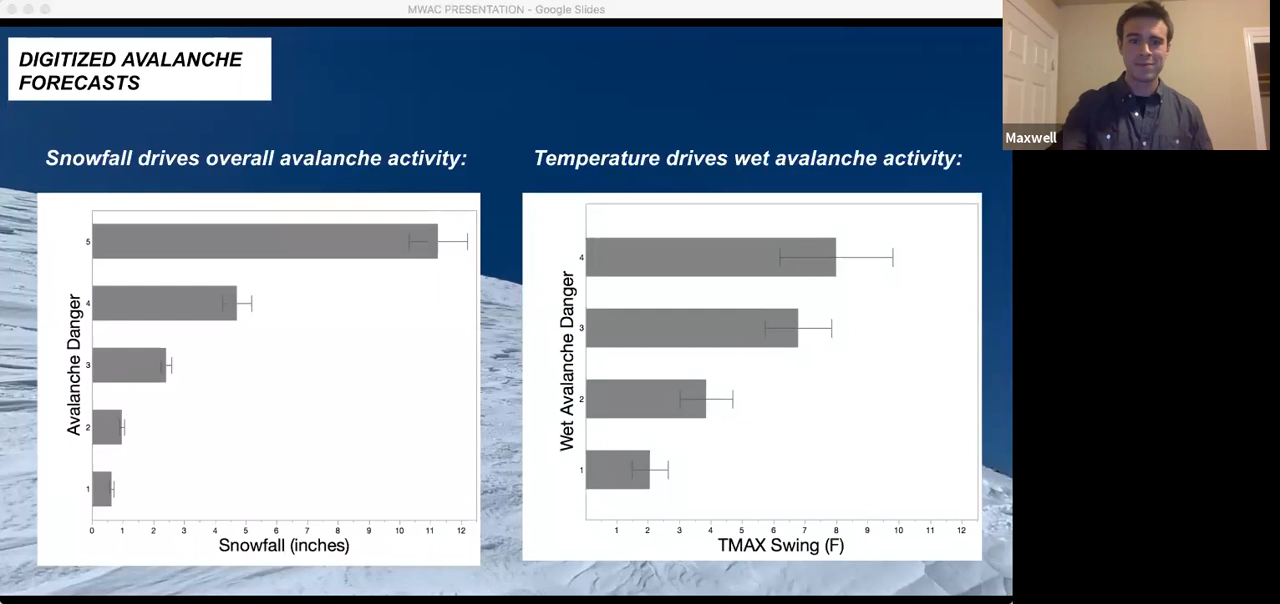 MWAC PRESENTATION - Google Slides
DIGITIZED AVALANCHE
FORECASTS
Snowfall drives overall avalanche activity:
Temperature drives wet avalanche activity:
Avalanche Danger
5
4
3
2
1
0 1 2 3 4 5 6 7 8 9 10 11 12
Snowfall (inches)
Wet Avalanche Danger
4
3
2
1
1 2 3 4 5 6 7 8 9 10 11 12
TMAX Swing (F)
Maxwell